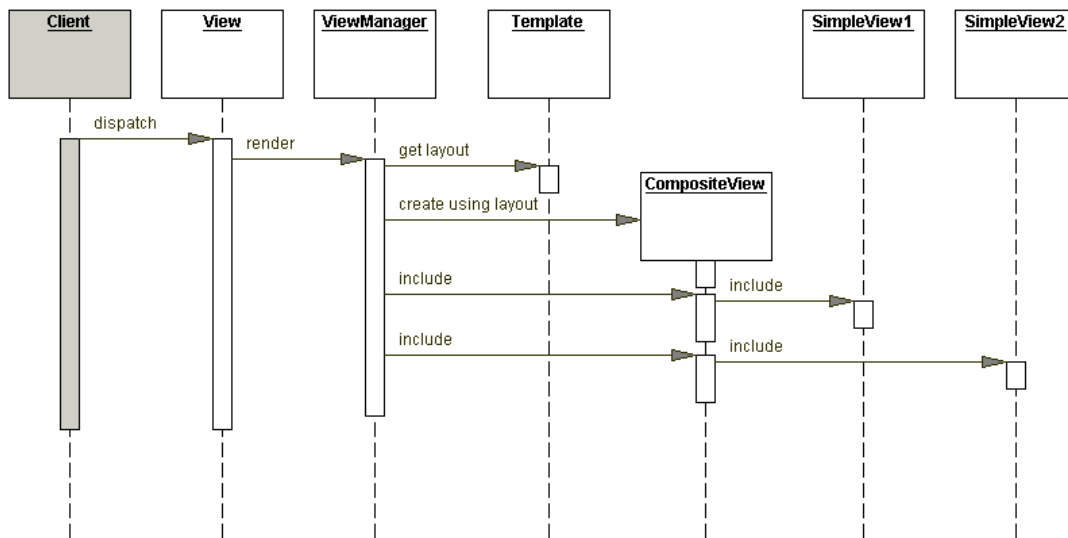 Client
View
ViewManager
Template
SimpleView1
SimpleView2
dispatch
render
get layout
CompositeView
create using layout
include
include
include
include